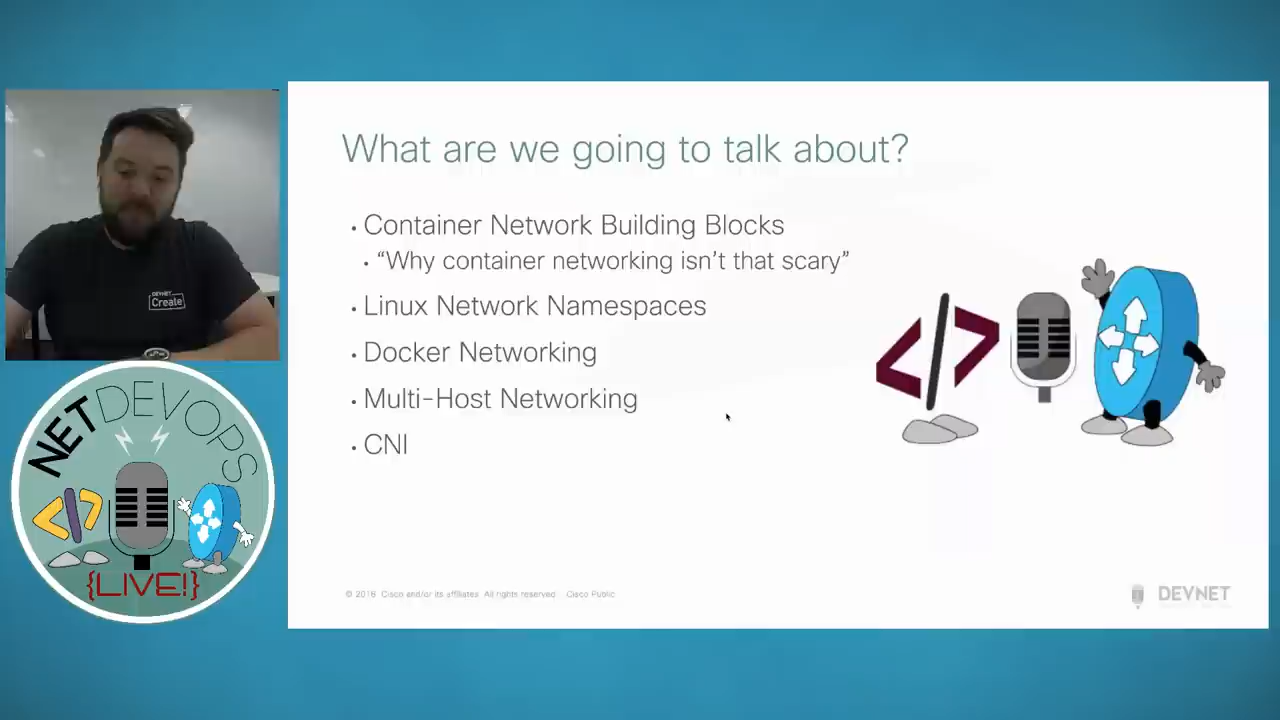 What are we going to talk about?
• Container Network Building Blocks
• “Why container networking isn’t that scary”
• Linux Network Namespaces
• Docker Networking
• Multi-Host Networking
• CNI
© 2018 Cisco and/or its affiliates. All rights reserved. Cisco Public
DEVNET
DEVNET
Create
NETDEVOPS
{LIVE!}